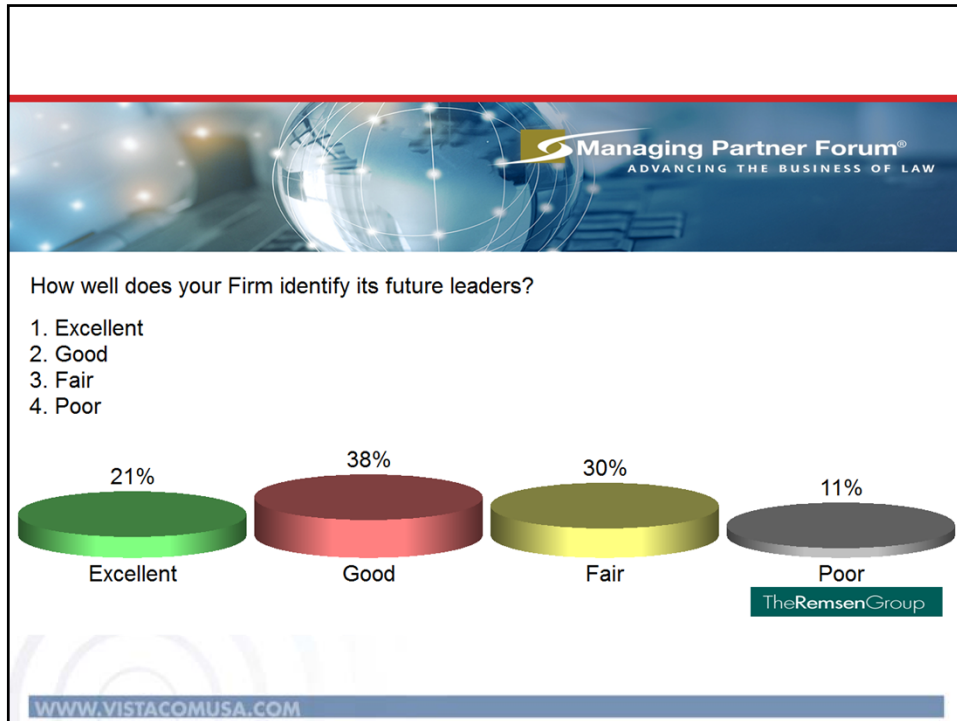 Managing Partner Forum®
ADVANCING THE BUSINESS OF LAW
How well does your Firm identify its future leaders?
1. Excellent
2. Good
3. Fair
4. Poor
21%
38%
30%
11%
Excellent
Good
Fair
Poor
TheRemsenGroup
WWW.VISTACOMUSA.COM